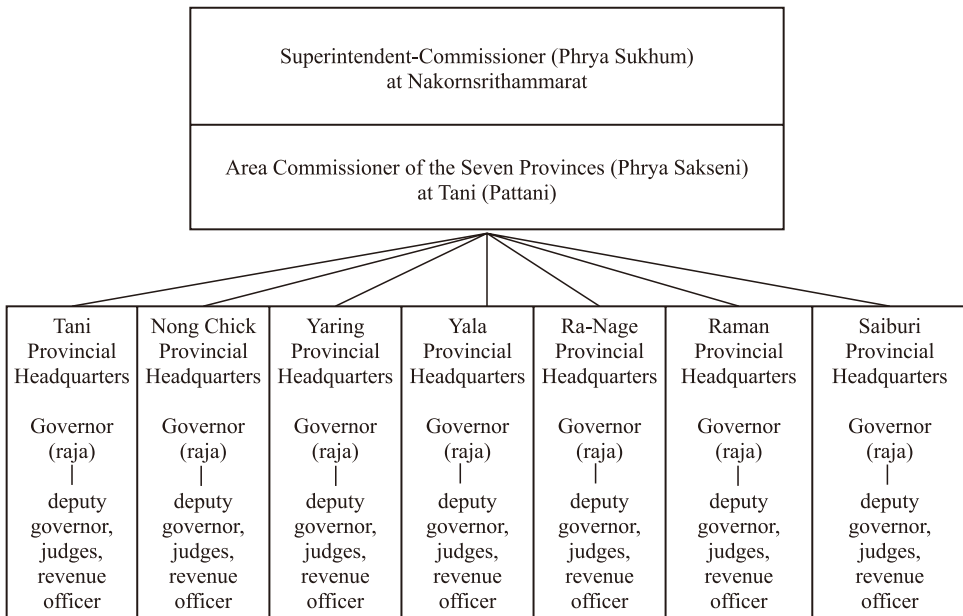 Superintendent-Commissioner (Phrya Sukhum)
at Nakornsrithammarat
Area Commissioner of the Seven Provinces (Phrya Sakseni)
at Tani (Pattani)
Tani
Provincial
Headquarters
Governor
(raja)
deputy
governor,
judges,
revenue
officer
Nong Chick
Provincial
Headquarters
Governor
(raja)
deputy
governor,
judges,
revenue
officer
Yaring
Provincial
Headquarters
Governor
(raja)
deputy
governor,
judges,
revenue
officer
Yala
Provincial
Headquarters
Governor
(raja)
deputy
governor,
judges,
revenue
officer
Ra-Nage
Provincial
Headquarters
Governor
(raja)
deputy
governor,
judges,
revenue
officer
Raman
Provincial
Headquarters
Governor
(raja)
deputy
governor,
judges,
revenue
officer
Saiburi
Provincial
Headquarters
Governor
(raja)
deputy
governor,
judges,
revenue
officer